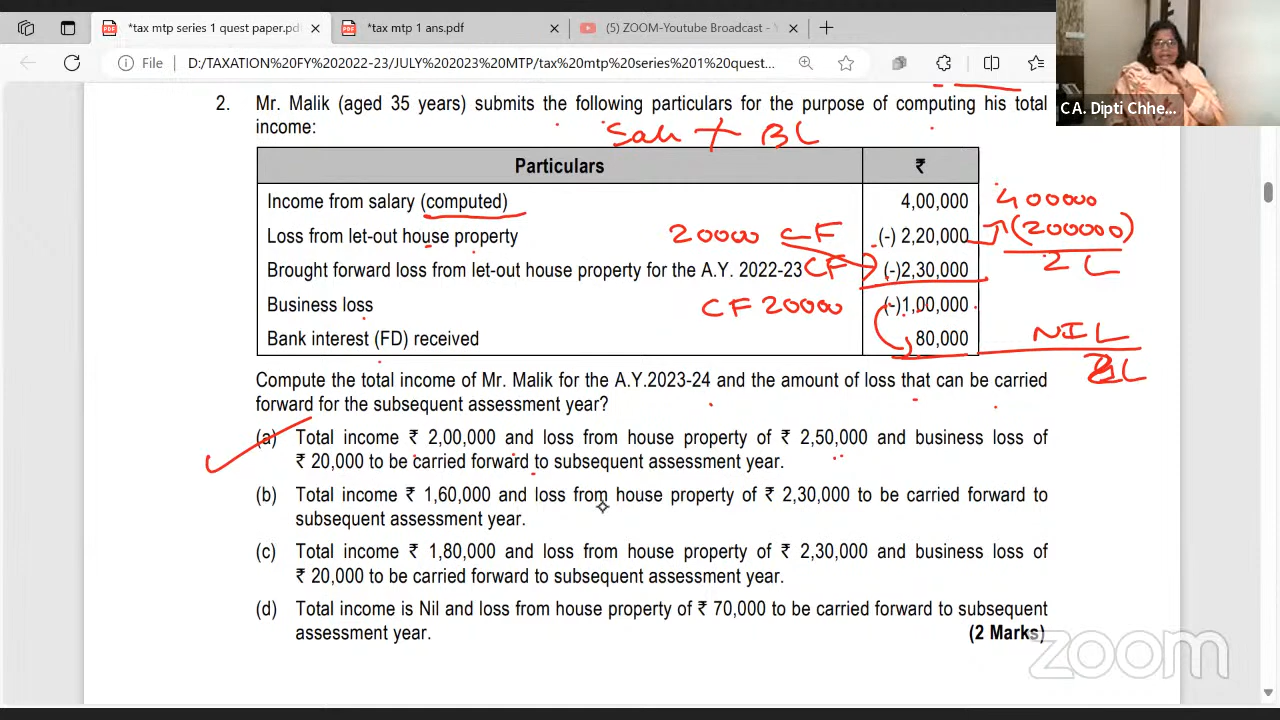 *tax mtp series 1 quest paper.pdf
*tax mtp 1 ans.pdf
(5) ZOOM-Youtube Broadcast - Y
File
D:/TAXATION%20FY%202022-23/JULY%202023%20MTP/tax%20mtp%20series%201%20quest...
CA. Dipti Chhe...
2. Mr. Malik (aged 35 years) submits the following particulars for the purpose of computing his total
income:
BL
Particulars ₹
Income from salary (computed) 4,00,000 400000
Loss from let-out house property 20000 CF (-) 2,20,000 (200000)
Brought forward loss from let-out house property for the A.Y. 2022-23 CF (-)2,30,000 2 L
Business loss CF 20000 (-)1,00,000
Bank interest (FD) received 80,000 NIL
2L
Compute the total income of Mr. Malik for the A.Y.2023-24 and the amount of loss that can be carried
forward for the subsequent assessment year?
(a) Total income ₹ 2,00,000 and loss from house property of ₹ 2,50,000 and business loss of
₹ 20,000 to be carried forward to subsequent assessment year.
(b) Total income ₹ 1,60,000 and loss from house property of ₹ 2,30,000 to be carried forward to
subsequent assessment year.
(c) Total income ₹ 1,80,000 and loss from house property of ₹ 2,30,000 and business loss of
₹ 20,000 to be carried forward to subsequent assessment year.
(d) Total income is Nil and loss from house property of ₹ 70,000 to be carried forward to subsequent
assessment year. (2 Marks)
zoom